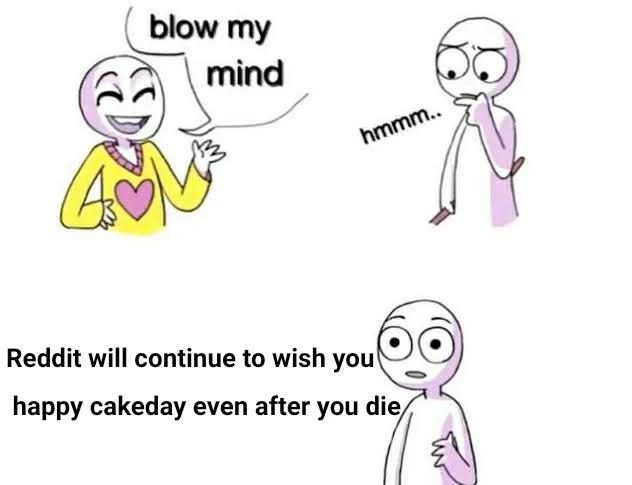 blow my
mind
hmmm..
Reddit will continue to wish you
happy cakeday even after you die